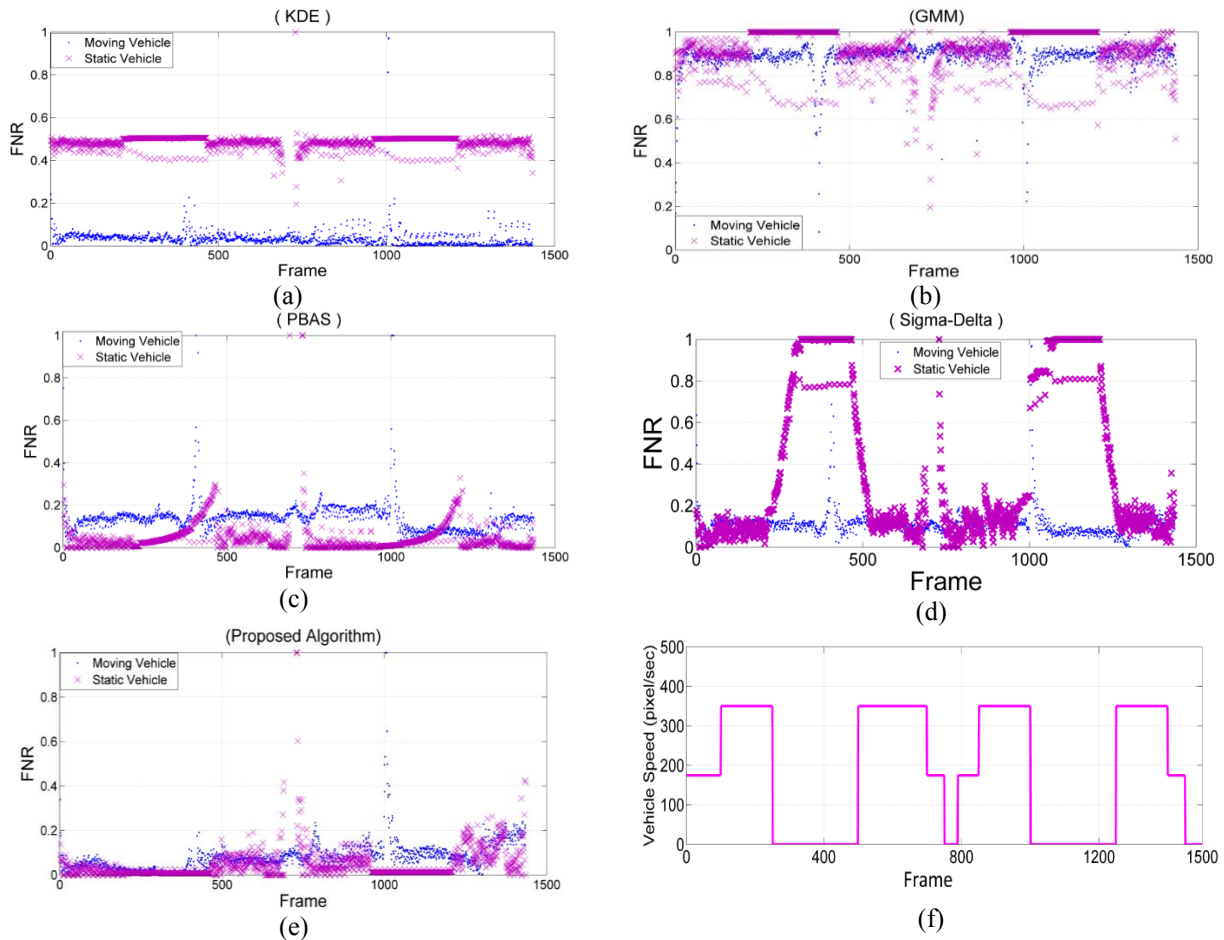 ( KDE )
Moving Vehicle
Static Vehicle
FNR
1
0.8
0.6
0.4
0.2
0
0
500
1000
1500
Frame
(a)
(GMM)
1
0.8
0.6
0.4
0.2
0
Moving Vehicle
Static Vehicle
FNR
0
500
1000
1500
Frame
(b)
( PBAS )
Moving Vehicle
Static Vehicle
FNR
1
0.8
0.6
0.4
0.2
0
0
500
1000
1500
Frame
(c)
( Sigma-Delta )
Moving Vehicle
Static Vehicle
FNR
1
0.8
0.6
0.4
0.2
0
0
500
1000
1500
Frame
(d)
(Proposed Algorithm)
Moving Vehicle
Static Vehicle
FNR
1
0.8
0.6
0.4
0.2
0
0
500
1000
1500
Frame
(e)
Vehicle Speed (pixel/sec)
500
400
300
200
100
0
0
400
800
1200
1500
Frame
(f)